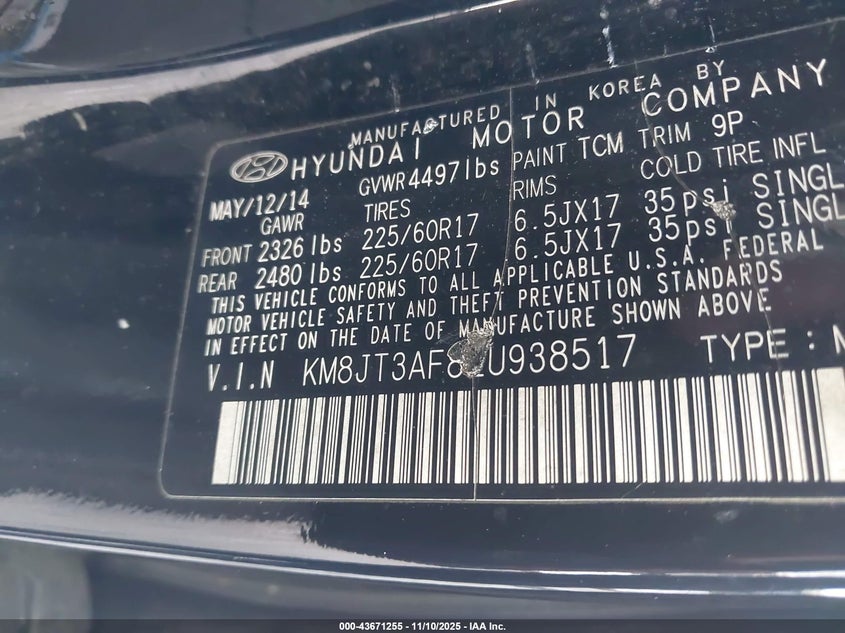 MANUFACTURED IN KOREA BY
HYUNDAI MOTOR COMPANY
MAY/12/14 GVWR 4497lbs PAINT TCM TRIM 9P
GAWR TIRES RIMS COLD TIRE INFL
FRONT 2326 lbs 225/60R17 6.5JX17 35psi SINGL
REAR 2480 lbs 225/60R17 6.5JX17 35psi SINGL
THIS VEHICLE CONFORMS TO ALL APPLICABLE U.S.A. FEDERAL
MOTOR VEHICLE SAFETY AND THEFT PREVENTION STANDARDS
IN EFFECT ON THE DATE OF MANUFACTURE SHOWN ABOVE
V.I.N KM8JT3AF8EU938517 TYPE : M
000-43671255 - 11/10/2025 - IAA Inc.